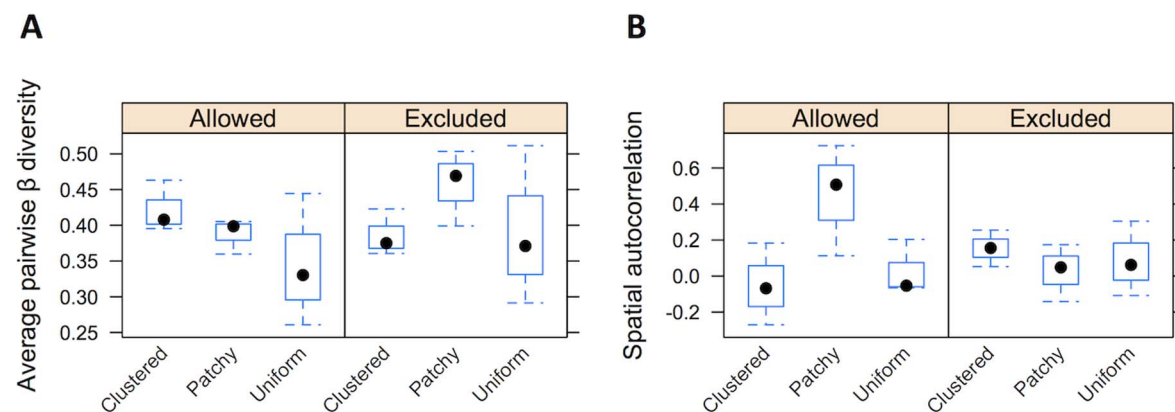 A
Average pairwise β diversity
Allowed
Excluded
0.50
0.45
0.40
0.35
0.30
0.25
Clustered
Patchy
Uniform
Clustered
Patchy
Uniform
B
Spatial autocorrelation
Allowed
Excluded
0.6
0.4
0.2
0.0
-0.2
Clustered
Patchy
Uniform
Clustered
Patchy
Uniform